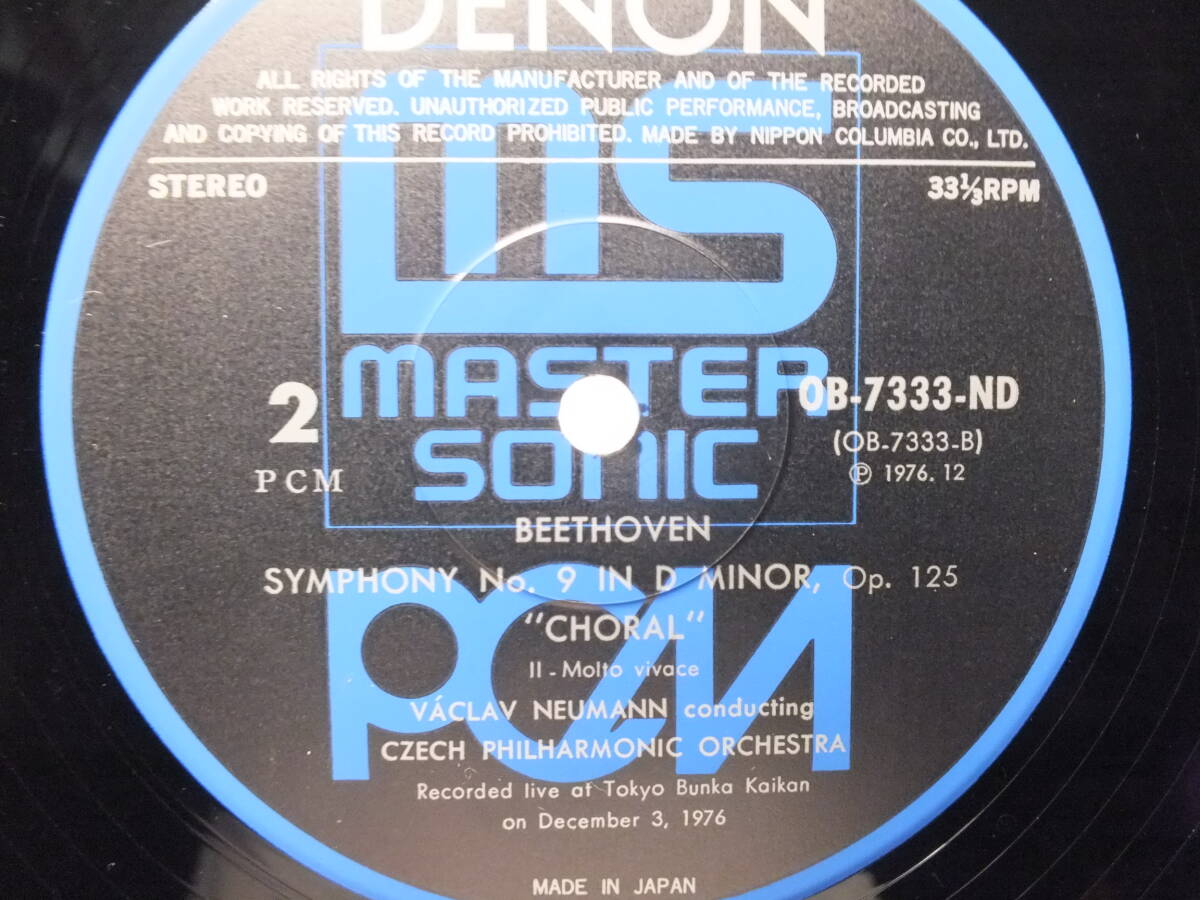 DENON
ALL RIGHTS OF THE MANUFACTURER AND OF THE RECORDED
WORK RESERVED. UNAUTHORIZED PUBLIC PERFORMANCE, BROADCASTING
AND COPYING OF THIS RECORD PROHIBITED. MADE BY NIPPON COLUMBIA CO., LTD.
STEREO 33⅓RPM
MS
MASTER
SONIC
2
PCM
OB-7333-ND
(OB-7333-B)
Ⓟ 1976. 12
BEETHOVEN
SYMPHONY No. 9 IN D MINOR, Op. 125
"CHORAL"
II - Molto vivace
PCM
VÁCLAV NEUMANN conducting
CZECH PHILHARMONIC ORCHESTRA
Recorded live at Tokyo Bunka Kaikan
on December 3, 1976
MADE IN JAPAN